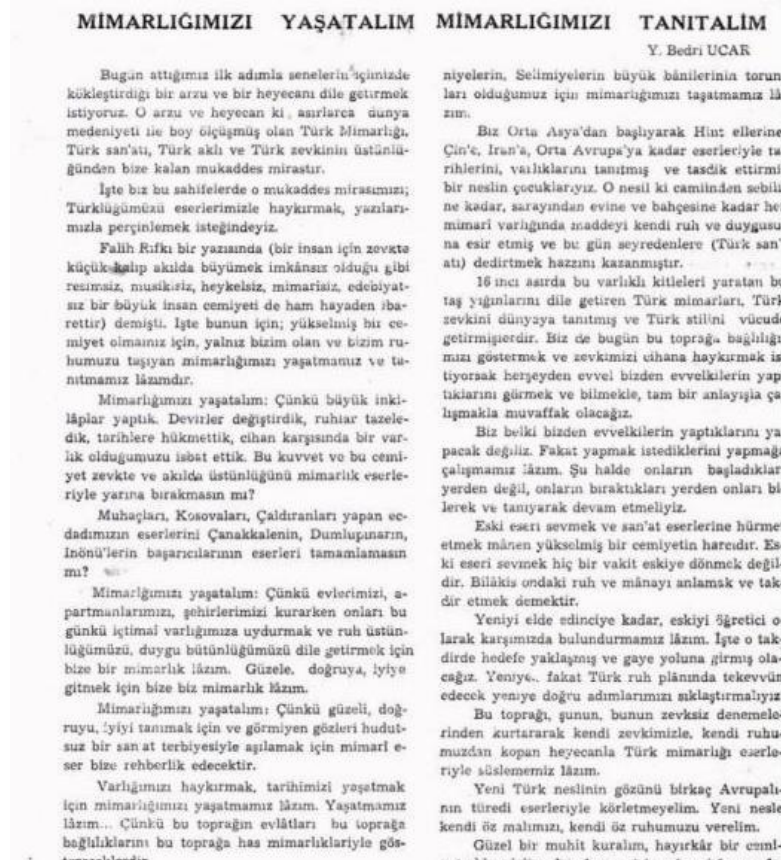 MİMARLIĞIMIZI YAŞATALIM MİMARLIĞIMIZI TANITALİM
Y. Bedri UCAR
Bugün attığımız ilk adımla senelerin içimizde
kökleştirdiği bir arzu ve bir heyecanı dile getirmek
istiyoruz. O arzu ve heyecan ki, asırlarca dünya
medeniyeti ile boy ölçüşmüş olan Türk Mimarlığı,
Türk san'atı, Türk aklı ve Türk zevkinin üstünlü-
ğünden bize kalan mukaddes mirastır.
İşte biz bu sahifelerde o mukaddes mirasımızı;
Türklüğümüzü eserlerimizle haykırmak, yazıları-
mızla perçinlemek isteğindeyiz.
Falih Rıfkı bir yazısında (bir insan için zevkte
küçük kalıp akılda büyümek imkânsız olduğu gibi
resimsiz, musikisiz, heykelsiz, mimarisiz, edebiyat-
sız bir büyük insan cemiyeti de ham hayaden iba-
rettir) demişti. İşte bunun için; yükselmiş bir ce-
miyet olmamız için, yalnız bizim olan ve bizim ru-
humuzu taşıyan mimarlığımızı yaşatmamız ve ta-
nıtmamız lâzımdır.
Mimarlığımızı yaşatalım: Çünkü büyük inki-
lâplar yaptık. Devirler değiştirdik, ruhlar tazele-
dik, tarihlere hükmettik, cihan karşısında bir var-
lık olduğumuzu isbat ettik. Bu kuvvet ve bu cemi-
yet zevkte ve akılda üstünlüğünü mimarlık eserle-
riyle yarına bırakmasın mı?
Muhaçları, Kosovaları, Çaldıranları yapan ec-
dadımızın eserlerini Çanakkalenin, Dumlupınarın,
İnönü'lerin başarıcılarının eserleri tamamlamasın
mı?
Mimarlğımızı yaşatalım: Çünkü evlerimizi, a-
partmanlarımızı, şehirlerimizi kurarken onları bu
günkü içtimaî varlığımıza uydurmak ve ruh üstün-
lüğümüzü, duygu bütünlüğümüzü dile getirmek için
bize bir mimarlık lâzım. Güzele, doğruya, iyiye
gitmek için bize biz mimarlık lâzım.
Mimarlığımızı yaşatalım: Çünkü güzeli, doğ-
ruyu, iyiyi tanımak için ve görmiyen gözleri hudut-
suz bir san at terbiyesiyle aşılamak için mimarî e-
ser bize rehberlik edecektir.
Varlığımızı haykırmak, tarihimizi yaşatmak
için mimarlığımızı yaşatmamız lâzım. Yaşatmamız
lâzım... Çünkü bu toprağın evlâtları bu toprağa
bağlılıklarını bu toprağa has mimarlıklariyle gös-
niyelerin, Selimiyelerin büyük bânilerinin torun
ları olduğumuz için mimarlığımızı taşatmamız lâ
zım.
Biz Orta Asya'dan başlıyarak Hint ellerine
Çin'e, Iran'a, Orta Avrupa'ya kadar eserleriyle ta
rihlerini, varlıklarını tanıtmış ve tasdik ettirmi
bir neslin çocuklarıyız. O nesil ki camiinden sebili
ne kadar, sarayından evine ve bahçesine kadar he
mimarî varlığında maddeyi kendi ruh ve duygusu
na esir etmiş ve bu gün seyredenlere (Türk san'
atı) dedirtmek hazzını kazanmıştır.
16 ıncı asırda bu varlıklı kitleleri yaratan bu
taş yığınlarını dile getiren Türk mimarları, Türk
zevkini dünyaya tanıtmış ve Türk stilini vücude
getirmişlerdir. Biz de bugün bu toprağa bağlılığı
mızı göstermek ve zevkimizi cihana haykırmak is
tiyorsak herşeyden evvel bizden evvelkilerin yap
tıklarını görmek ve bilmekle, tam bir anlayışla ça
lışmakla muvaffak olacağız.
Biz belki bizden evvelkilerin yaptıklarını ya
pacak değiliz. Fakat yapmak istediklerini yapmağa
çalışmamız lâzım. Şu halde onların başladıkları
yerden değil, onların bıraktıkları yerden onları bi
lerek ve tanıyarak devam etmeliyiz.
Eski eseri sevmek ve san'at eserlerine hürme
etmek mânen yükselmiş bir cemiyetin harcıdır. Es
ki eseri sevmek hiç bir vakit eskiye dönmek değil-
dir. Bilâkis ondaki ruh ve mânayı anlamak ve tak-
dir etmek demektir.
Yeniyi elde edinciye kadar, eskiyi öğretici o-
larak karşımızda bulundurmamız lâzım. İşte o tak-
dirde hedefe yaklaşmış ve gaye yoluna girmış ola-
cağız. Yeniye.. fakat Türk ruh plânında tekevvün
edecek yeniye doğru adımlarımızı sıklaştırmalıyız
Bu toprağı, şunun, bunun zevksiz denemele-
rinden kurtararak kendi zevkimizle, kendi ruhu-
muzdan kopan heyecanla Türk mimarlığı eserle-
riyle süslememiz lâzım.
Yeni Türk neslinin gözünü birkaç Avrupalı-
nın türedi eserleriyle körletmeyelim. Yeni nesle
kendi öz malımızı, kendi öz ruhumuzu verelim.
Güzel bir muhit kuralım, hayırkâr bir cemi-